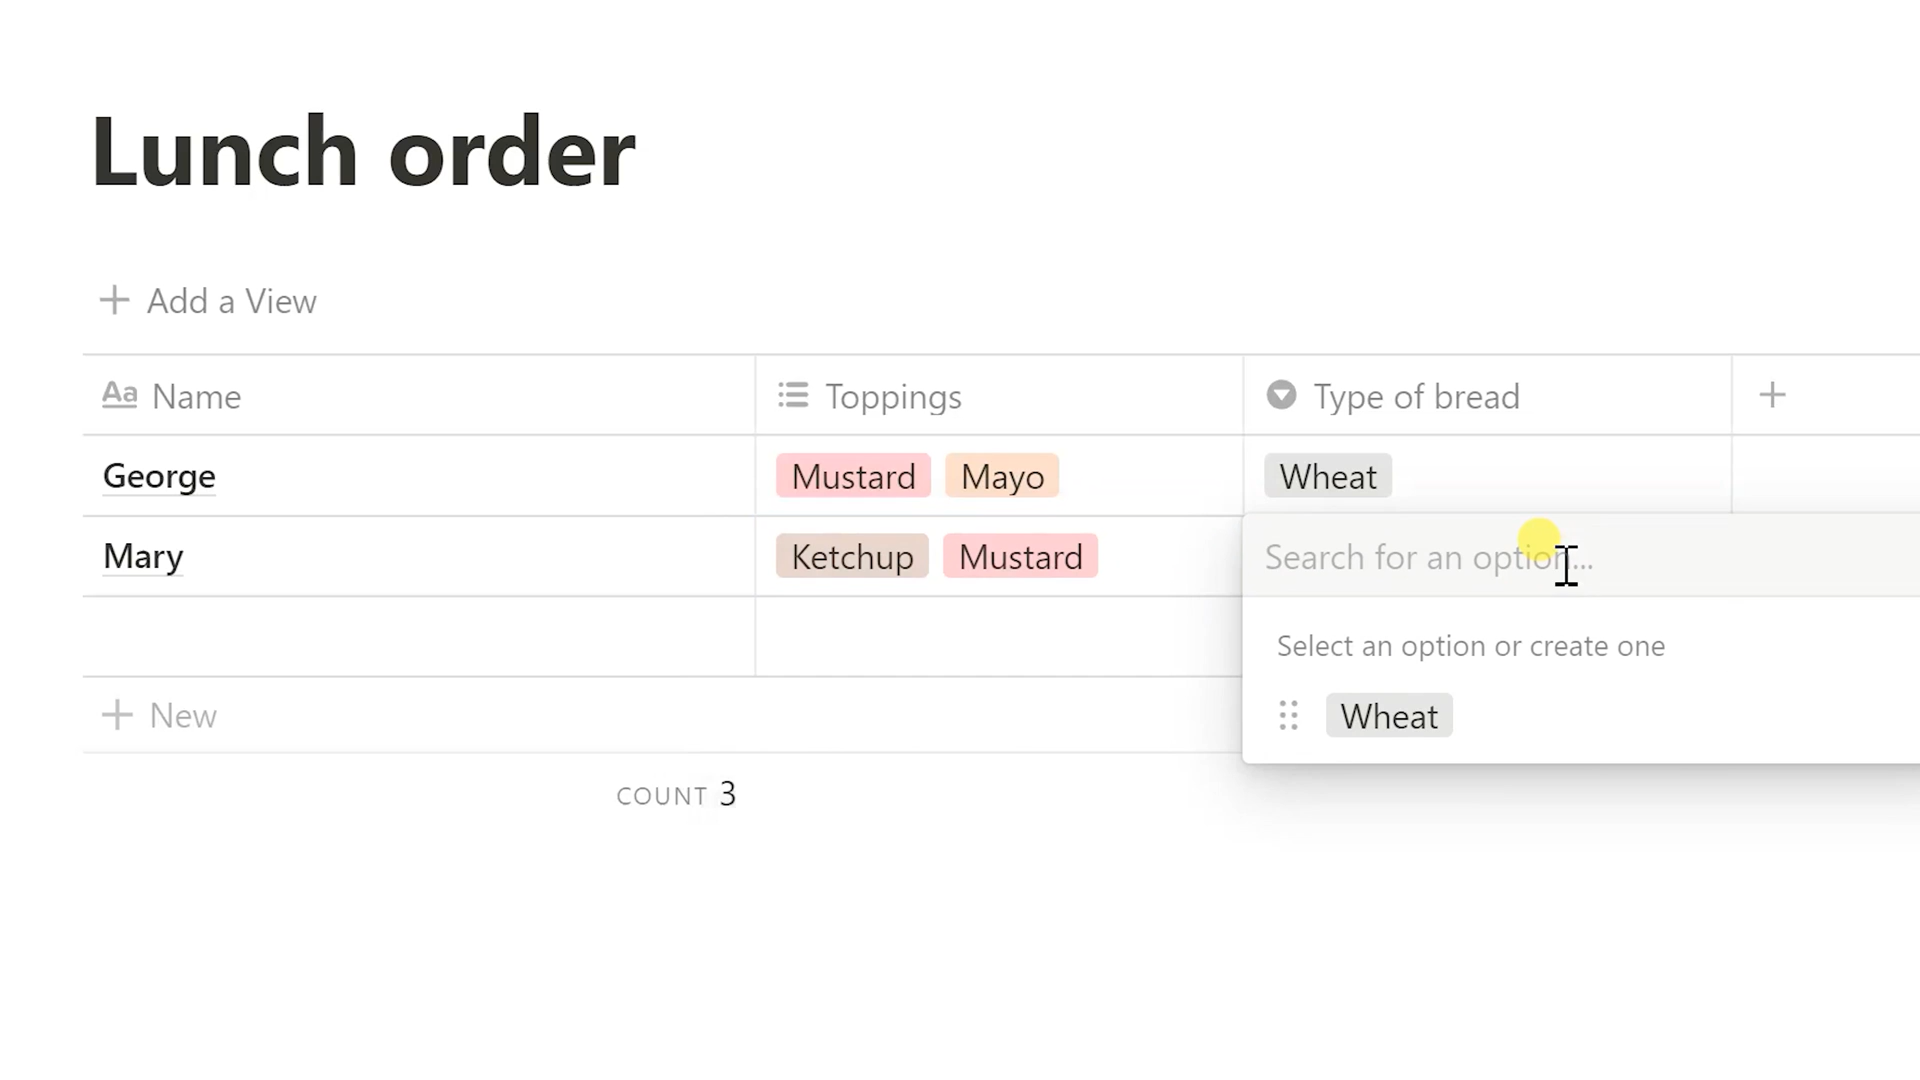 Lunch order
Add a View
Aa Name Toppings Type of bread
George Mustard Mayo Wheat
Mary Ketchup Mustard Search for an option...
Select an option or create one
New Wheat
COUNT 3